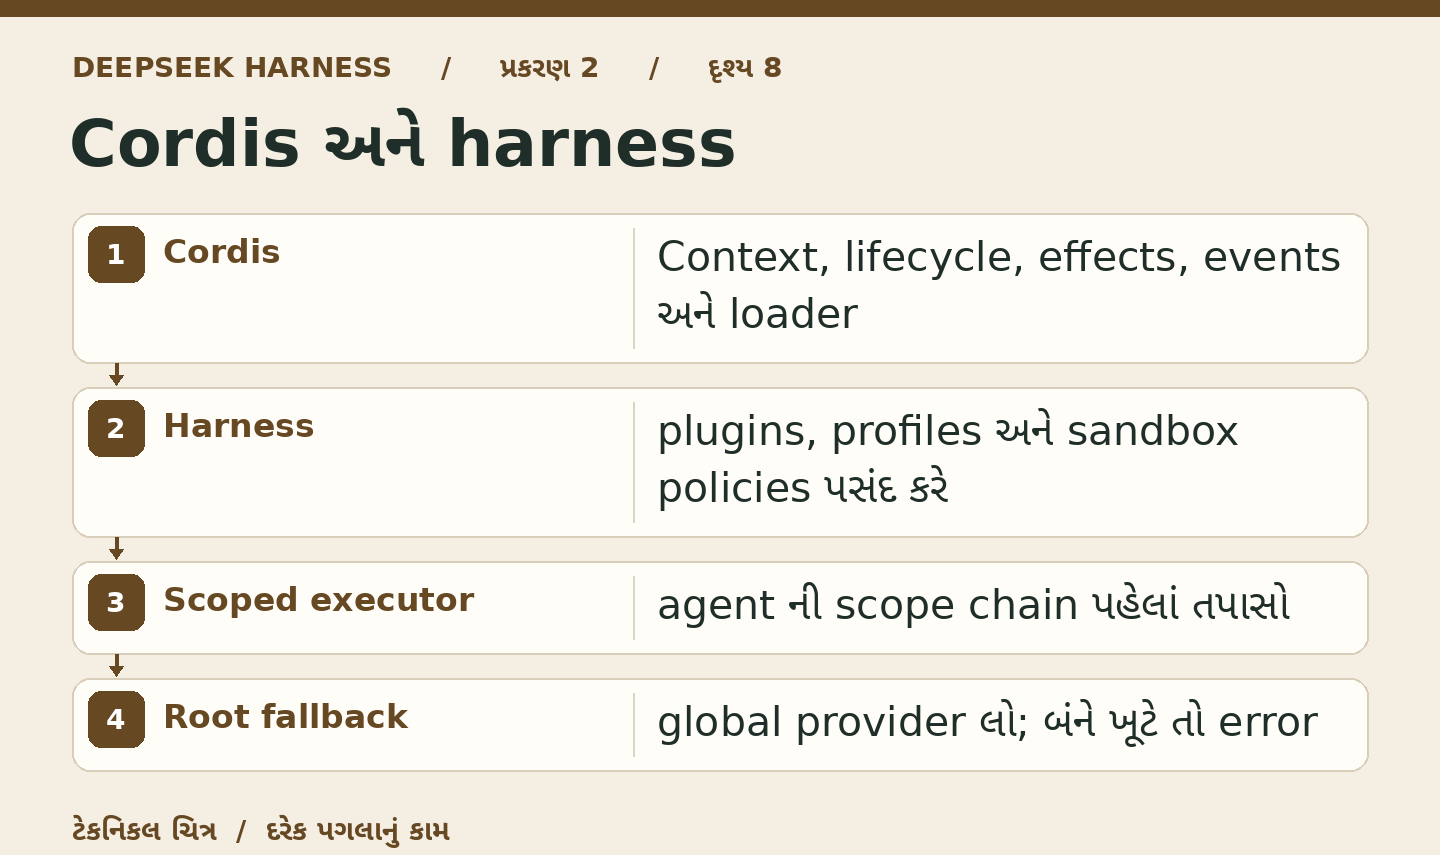 DEEPSEEK HARNESS / પ્રકરણ 2 / દૃશ્ય 8
Cordis અને harness
1 Cordis
Context, lifecycle, effects, events
અને loader
2 Harness
plugins, profiles અને sandbox
policies પસંદ કરે
3 Scoped executor
agent ની scope chain પહેલાં તપાસો
4 Root fallback
global provider લો; બંને ખૂટે તો error
ટેકનિકલ ચિત્ર / દરેક પગલાનું કામ